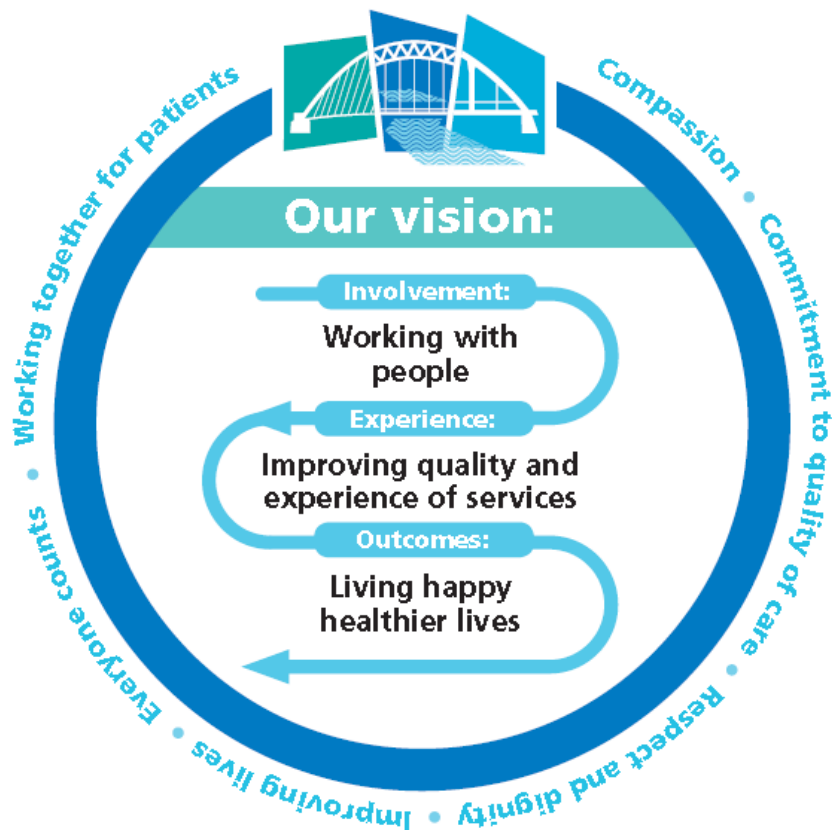 Our vision:
Involvement:
Working with
people
Experience:
Improving quality and
experience of services
Outcomes:
Living happy
healthier lives
Working together for patients • Compassion • Commitment to quality of care • Respect and dignity • Improving lives • Everyone counts •